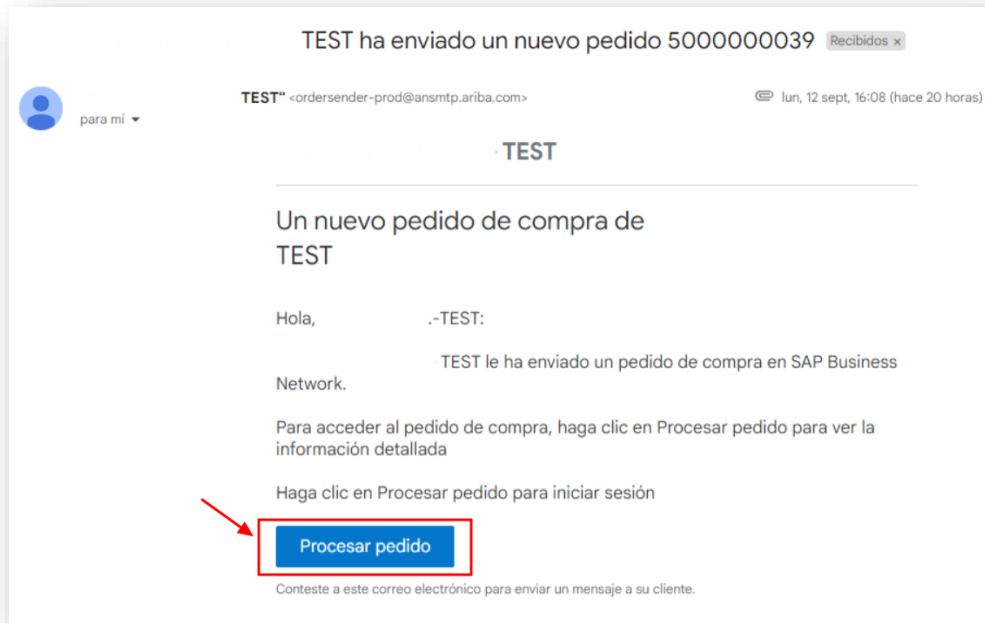 TEST ha enviado un nuevo pedido 5000000039 Recibidos x
TEST" <ordersender-prod@ansmtp.ariba.com>
lun, 12 sept, 16:08 (hace 20 horas)
para mí
TEST
Un nuevo pedido de compra de
TEST
Hola, .-TEST:
TEST le ha enviado un pedido de compra en SAP Business
Network.
Para acceder al pedido de compra, haga clic en Procesar pedido para ver la
información detallada
Haga clic en Procesar pedido para iniciar sesión
Procesar pedido
Conteste a este correo electrónico para enviar un mensaje a su cliente.